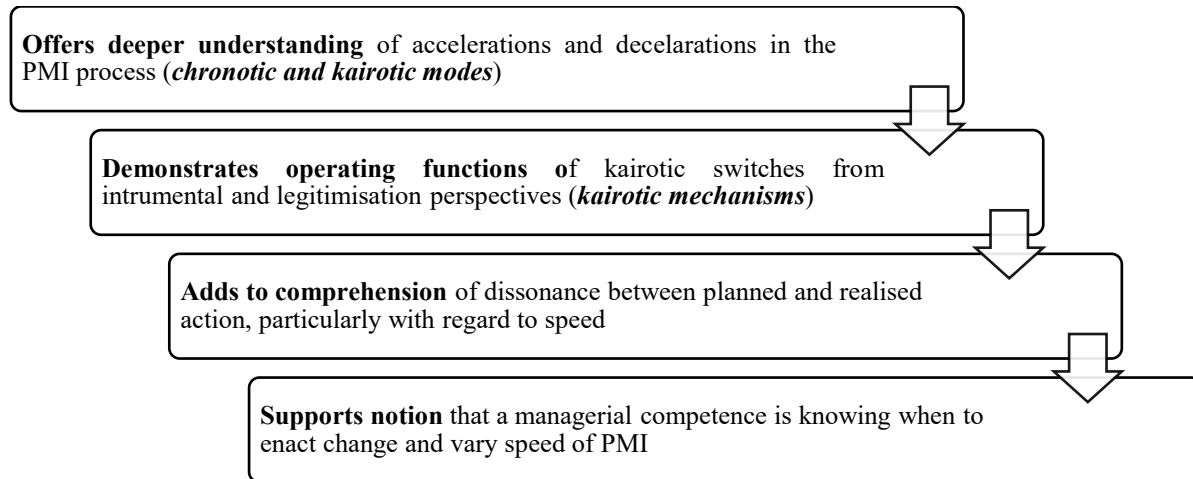 Offers deeper understanding of accelerations and decelarations in the
PMI process (chronotic and kairotic modes)
Demonstrates operating functions of kairotic switches from
intrumental and legitimisation perspectives (kairotic mechanisms)
Adds to comprehension of dissonance between planned and realised
action, particularly with regard to speed
Supports notion that a managerial competence is knowing when to
enact change and vary speed of PMI